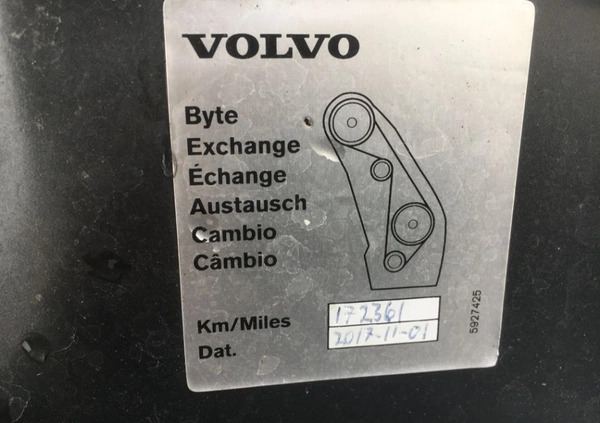 VOLVO
Byte
Exchange
Échange
Austausch
Cambio
Câmbio
Km/Miles 172361
Dat. 2017-11-01
5927425